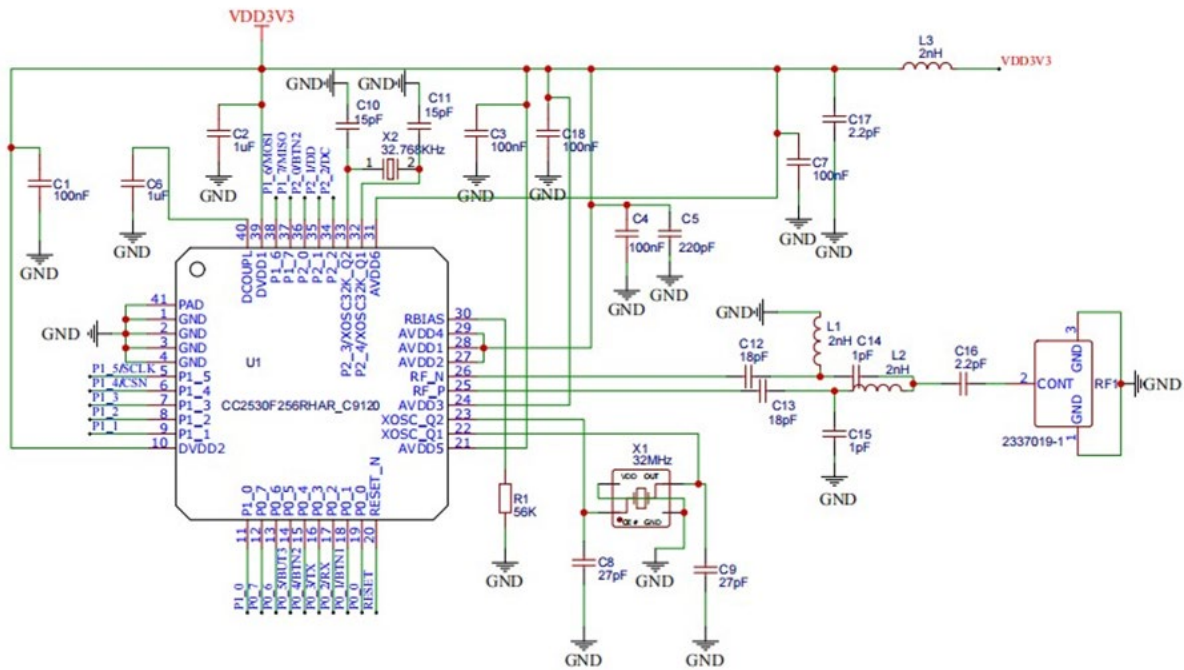 VDD3V3
L3
2nH
VDD3V3
GND
GND
C10
15pF
C11
15pF
X2
32.768KHz
1
2
C2
1uF
GND
C3
100nF
GND
C18
100nF
GND
C17
2.2pF
GND
C7
100nF
GND
C1
100nF
GND
C6
1uF
GND
P1_6/MOSI
P1_7/MISO
P2_0/BTN2
P2_1/DD
P2_2/DC
C4
100nF
GND
C5
220pF
GND
40
39
38
37
36
35
34
33
32
31
DCOUPL
DVDD1
P1_6
P1_7
P2_0
P2_1
P2_2
P2_3/XOSC32K_Q2
P2_4/XOSC32K_Q1
AVDD6
GND
41 PAD
1 GND
2 GND
3 GND
4 GND
P1_5/SCLK 5 P1_5
P1_4/CSN 6 P1_4
P1_3 7 P1_3
P1_2 8 P1_2
P1_1 9 P1_1
10 DVDD2
U1
CC2530F256RHAR_C9120
RBIAS 30
AVDD4 29
AVDD1 28
AVDD2 27
RF_N 26
RF_P 25
AVDD3 24
XOSC_Q2 23
XOSC_Q1 22
AVDD5 21
P1_0
P0_7
P0_6
P0_5
P0_4
P0_3
P0_2
P0_1
P0_0
RESET_N
11
12
13
14
15
16
17
18
19
20
P1_0
P0_7
P0_6
P0_5/BUT3
P0_4/BTN2
P0_3/TX
P0_2/RX
P0_1/BTN1
P0_0
RESET
R1
56K
GND
GND
L1
2nH
C12
18pF
C13
18pF
C14
1pF
L2
2nH
C15
1pF
GND
C16
2.2pF
3
GND
2
CONT
RF1
GND
1
GND
2337019-1
X1
32MHz
VDD OUT
OE # GND
GND
C8
27pF
GND
C9
27pF
GND